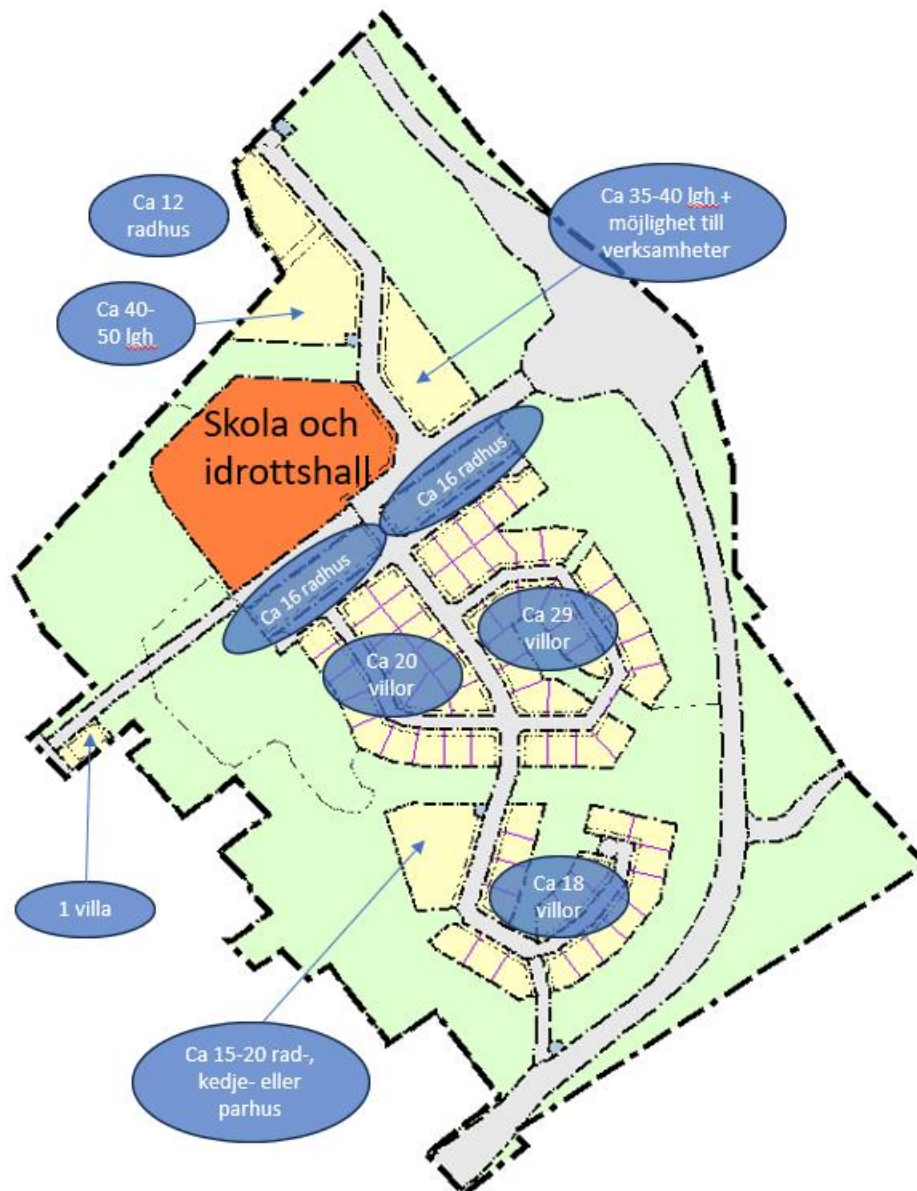 Ca 12
radhus
Ca 35-40 lgh +
möjlighet till
verksamheter
Ca 40-
50 lgh
Skola och
idrottshall
Ca 16 radhus
Ca 16 radhus
Ca 29
villor
Ca 20
villor
1 villa
Ca 18
villor
Ca 15-20 rad-,
kedje- eller
parhus